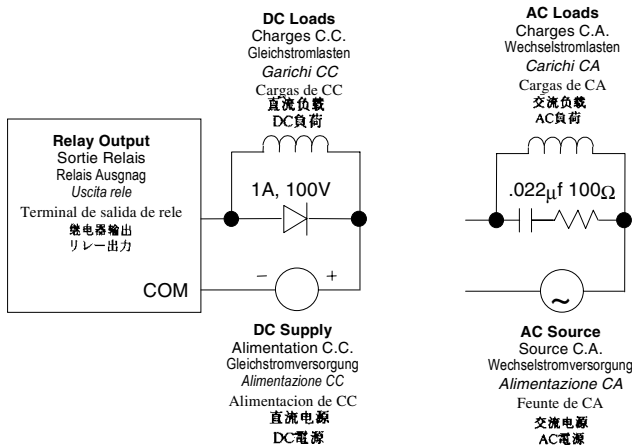 DC Loads
Charges C.C.
Gleichstromlasten
Garichi CC
Cargas de CC
直流负载
DC負荷
AC Loads
Charges C.A.
Wechselstromlasten
Carichi CA
Cargas de CA
交流负载
AC負荷
Relay Output
Sortie Relais
Relais Ausgnag
Uscita rele
Terminal de salida de rele
继电器输出
リレー出力
1A, 100V
.022µf 100Ω
COM
− +
~
DC Supply
Alimentation C.C.
Gleichstromversorgung
Alimentazione CC
Alimentacion de CC
直流电源
DC電源
AC Source
Source C.A.
Wechselstromversorgung
Alimentazione CA
Feunte de CA
交流电源
AC電源